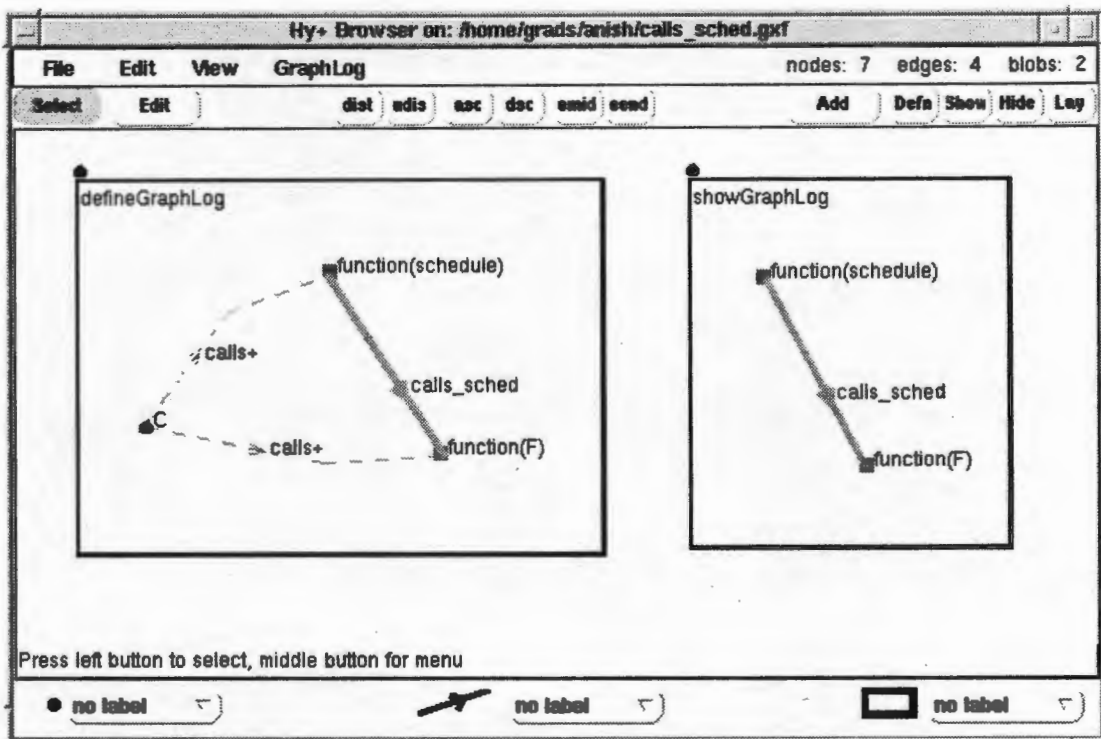 Hy+ Browser on: /home/grads/anish/calls_sched.gxf
File Edit View GraphLog nodes: 7 edges: 4 blobs: 2
Select Edit dist udis asc dsc emid eend Add Defn Show Hide Lay
defineGraphLog
function(schedule)
calls+
calls_sched
C
calls+
function(F)
showGraphLog
function(schedule)
calls_sched
function(F)
Press left button to select, middle button for menu
no label no label no label